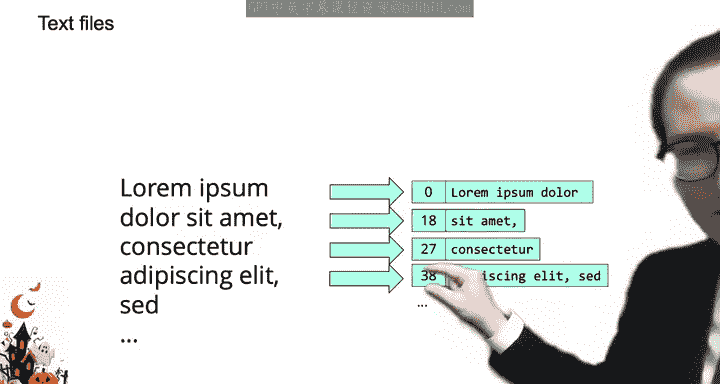 Text files
Lorem ipsum
dolor sit amet,
consectetur
adipiscing elit,
sed
...
0 Lorem ipsum dolor
18 sit amet,
27 consectetur
38 iscing elit, sed
...